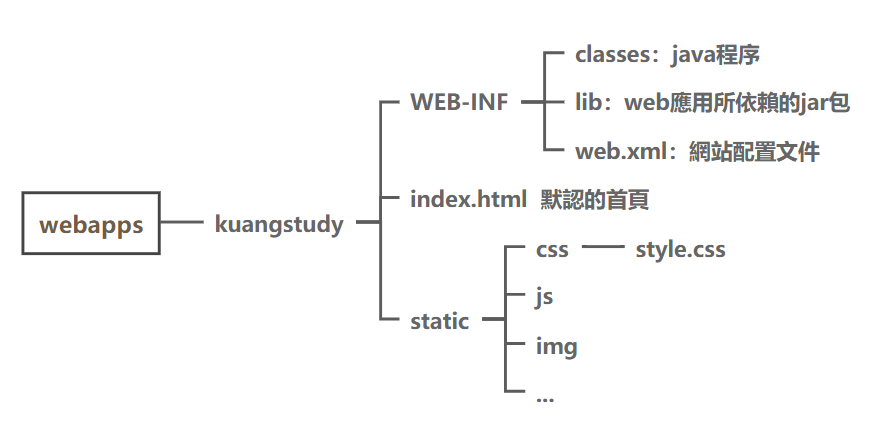 webapps
kuangstudy
WEB-INF
classes：java程序
lib：web應用所依賴的jar包
web.xml：網站配置文件
index.html 默認的首頁
static
css
style.css
js
img
...